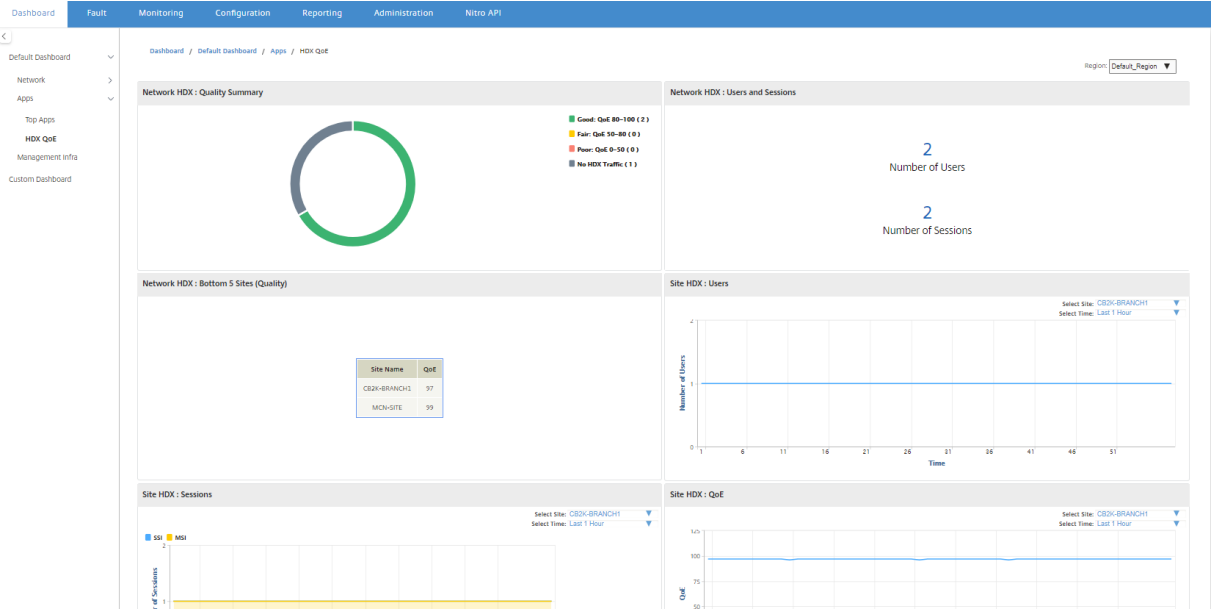 Dashboard Fault Monitoring Configuration Reporting Administration Nitro API
<
Dashboard / Default Dashboard / Apps / HDX QoE
Region: Default_Region ▼
Default Dashboard
Network
Apps
Top Apps
HDX QoE
Management Infra
Custom Dashboard
Network HDX : Quality Summary
Good: QoE 80-100 ( 2 )
Fair: QoE 50-80 ( 0 )
Poor: QoE 0-50 ( 0 )
No HDX Traffic ( 1 )
Network HDX : Users and Sessions
2
Number of Users
2
Number of Sessions
Network HDX : Bottom 5 Sites (Quality)
Site Name QoE
CB2K-BRANCH1 97
MCN-SITE 99
Site HDX : Users
Select Site: CB2K-BRANCH1 ▼
Select Time: Last 1 Hour ▼
2
1
0
Number of Users
1 6 11 16 21 26 31 36 41 46 51
Time
Site HDX : Sessions
Select Site: CB2K-BRANCH1 ▼
Select Time: Last 1 Hour ▼
SSI MSI
2
1
of Sessions
Site HDX : QoE
Select Site: CB2K-BRANCH1 ▼
Select Time: Last 1 Hour ▼
125
100
75
50
QoE